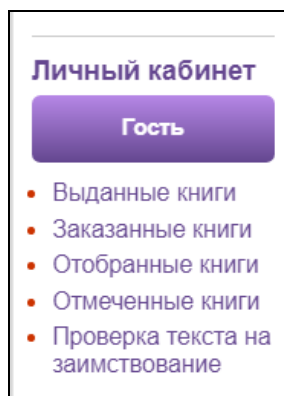 Личный кабинет
Гость
Выданные книги
Заказанные книги
Отобранные книги
Отмеченные книги
Проверка текста на
заимствование